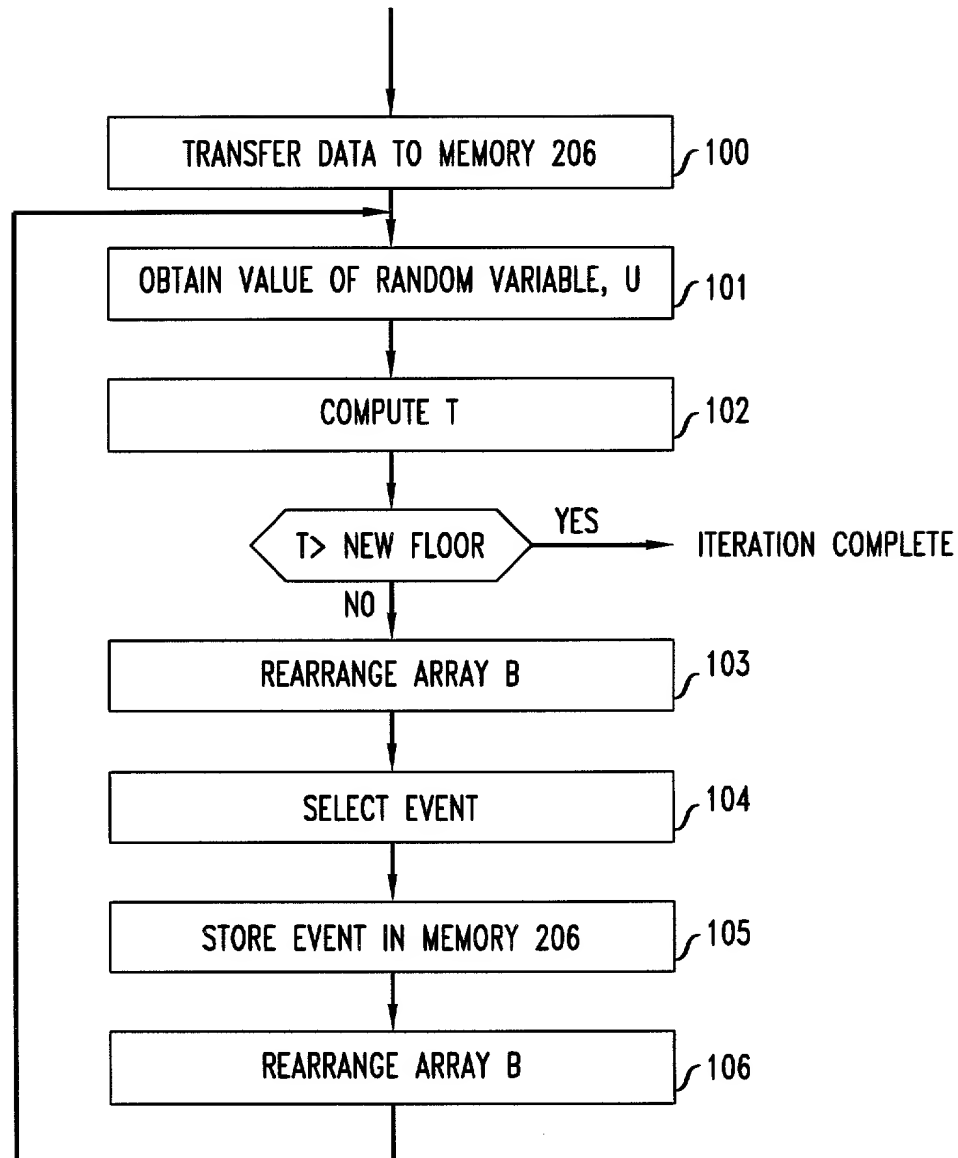 TRANSFER DATA TO MEMORY 206
100
OBTAIN VALUE OF RANDOM VARIABLE, U
101
COMPUTE T
102
T> NEW FLOOR
YES
ITERATION COMPLETE
NO
REARRANGE ARRAY B
103
SELECT EVENT
104
STORE EVENT IN MEMORY 206
105
REARRANGE ARRAY B
106